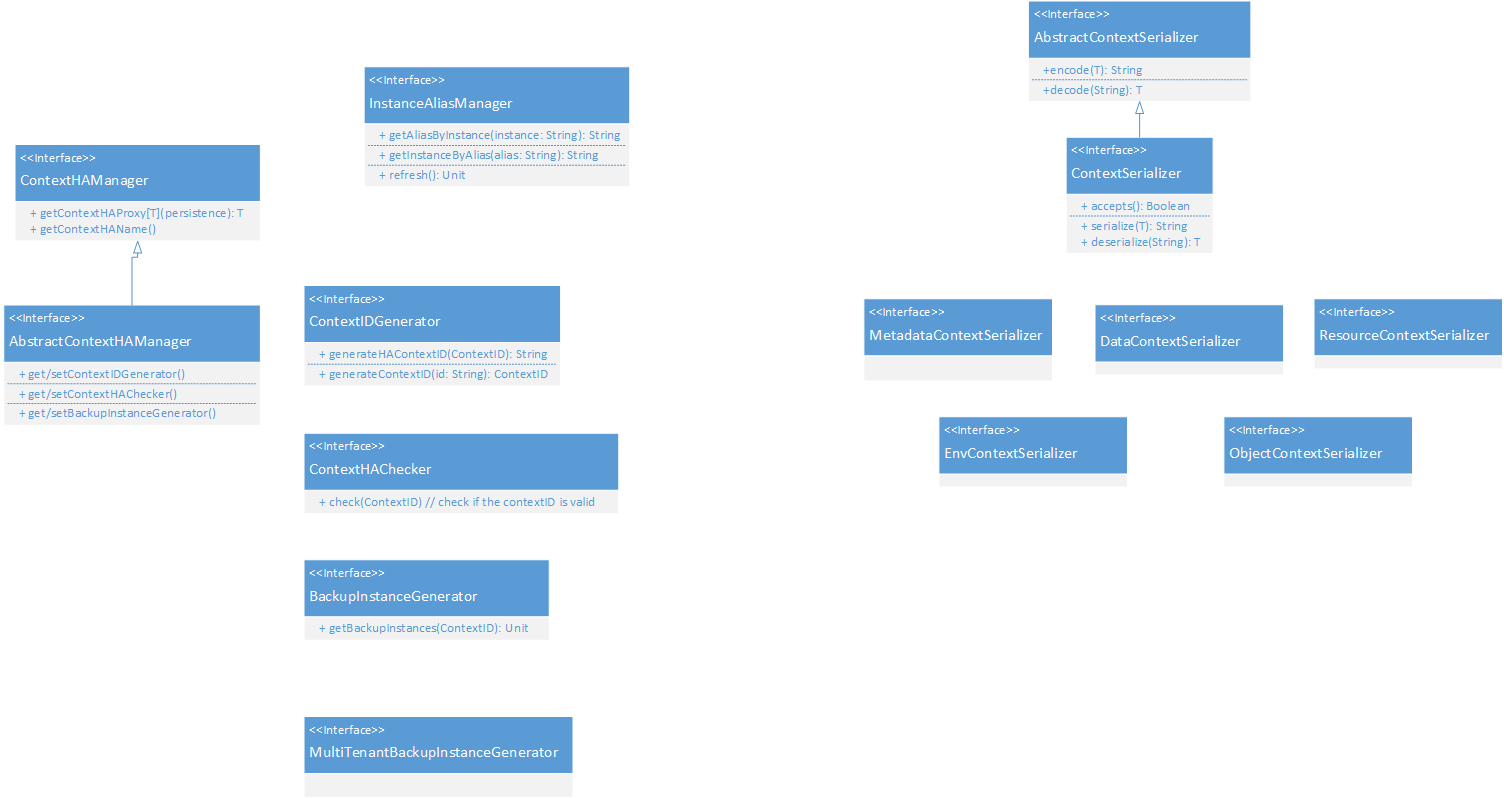 <<Interface>>
ContextHAManager
+ getContextHAProxy[T](persistence): T
+ getContextHAName()
<<Interface>>
AbstractContextHAManager
+ get/setContextIDGenerator()
+ get/setContextHAChecker()
+ get/setBackupInstanceGenerator()
<<Interface>>
InstanceAliasManager
+ getAliasByInstance(instance: String): String
+ getInstanceByAlias(alias: String): String
+ refresh(): Unit
<<Interface>>
ContextIDGenerator
+ generateHAContextID(ContextID): String
+ generateContextID(id: String): ContextID
<<Interface>>
ContextHAChecker
+ check(ContextID) // check if the contextID is valid
<<Interface>>
BackupInstanceGenerator
+ getBackupInstances(ContextID): Unit
<<Interface>>
MultiTenantBackupInstanceGenerator
<<Interface>>
AbstractContextSerializer
+encode(T): String
+decode(String): T
<<Interface>>
ContextSerializer
+ accepts(): Boolean
+ serialize(T): String
+ deserialize(String): T
<<Interface>>
MetadataContextSerializer
<<Interface>>
DataContextSerializer
<<Interface>>
ResourceContextSerializer
<<Interface>>
EnvContextSerializer
<<Interface>>
ObjectContextSerializer